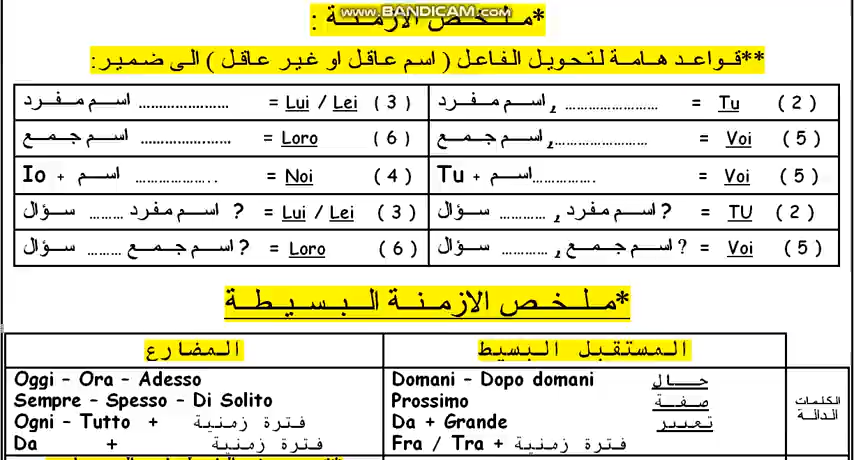 www.BANDICAM.com
*ملخص الازمنة :
**قواعد هامة لتحويل الفاعل ( اسم عاقل او غير عاقل ) الى ضمير:
اسم مفرد ..................... = Lui / Lei ( 3 )
اسم مفرد , ........................ = Tu ( 2 )
اسم جمع ..................... = Loro ( 6 )
اسم جمع ,........................ = Voi ( 5 )
Io + اسم ................... = Noi ( 4 )
Tu + اسم................ = Voi ( 5 )
سؤال ......... اسم مفرد ? = Lui / Lei ( 3 )
سؤال ............ , اسم مفرد ? = TU ( 2 )
سؤال ......... اسم جمع ? = Loro ( 6 )
سؤال ............ , اسم جمع ? = Voi ( 5 )
*ملخص الازمنة البسيطة
المضارع
المستقبل البسيط
الكلمات
الدالة
Oggi – Ora – Adesso
Sempre – Spesso – Di Solito
Ogni – Tutto + فترة زمنية
Da + فترة زمنية
Domani – Dopo domani حال
Prossimo صفة
Da + Grande تعبير
Fra / Tra + فترة زمنية